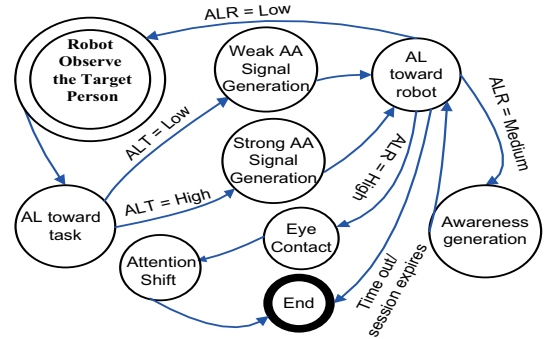 ALR = Low
Robot
Observe
the Target
Person
Weak AA
Signal
Generation
AL
toward
robot
ALR = Medium
ALT = Low
Strong AA
Signal
Generation
ALR = High
AL toward
task
ALT = High
Eye
Contact
Awareness
generation
Attention
Shift
End
Time out/
session expires